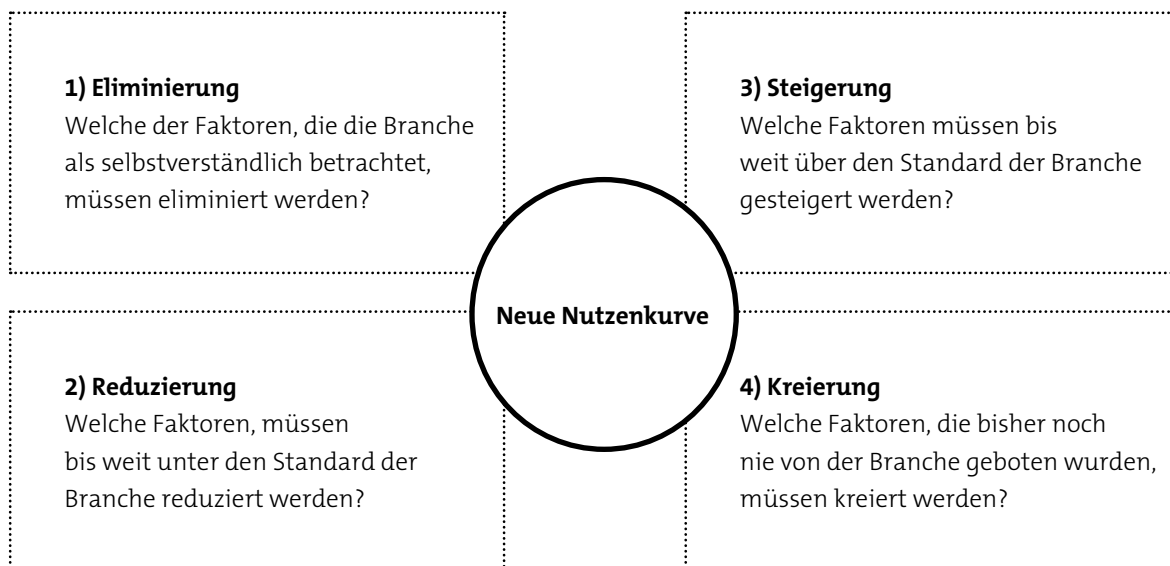 1) Eliminierung
Welche der Faktoren, die die Branche
als selbstverständlich betrachtet,
müssen eliminiert werden?
3) Steigerung
Welche Faktoren müssen bis
weit über den Standard der Branche
gesteigert werden?
Neue Nutzenkurve
2) Reduzierung
Welche Faktoren, müssen
bis weit unter den Standard der
Branche reduziert werden?
4) Kreierung
Welche Faktoren, die bisher noch
nie von der Branche geboten wurden,
müssen kreiert werden?